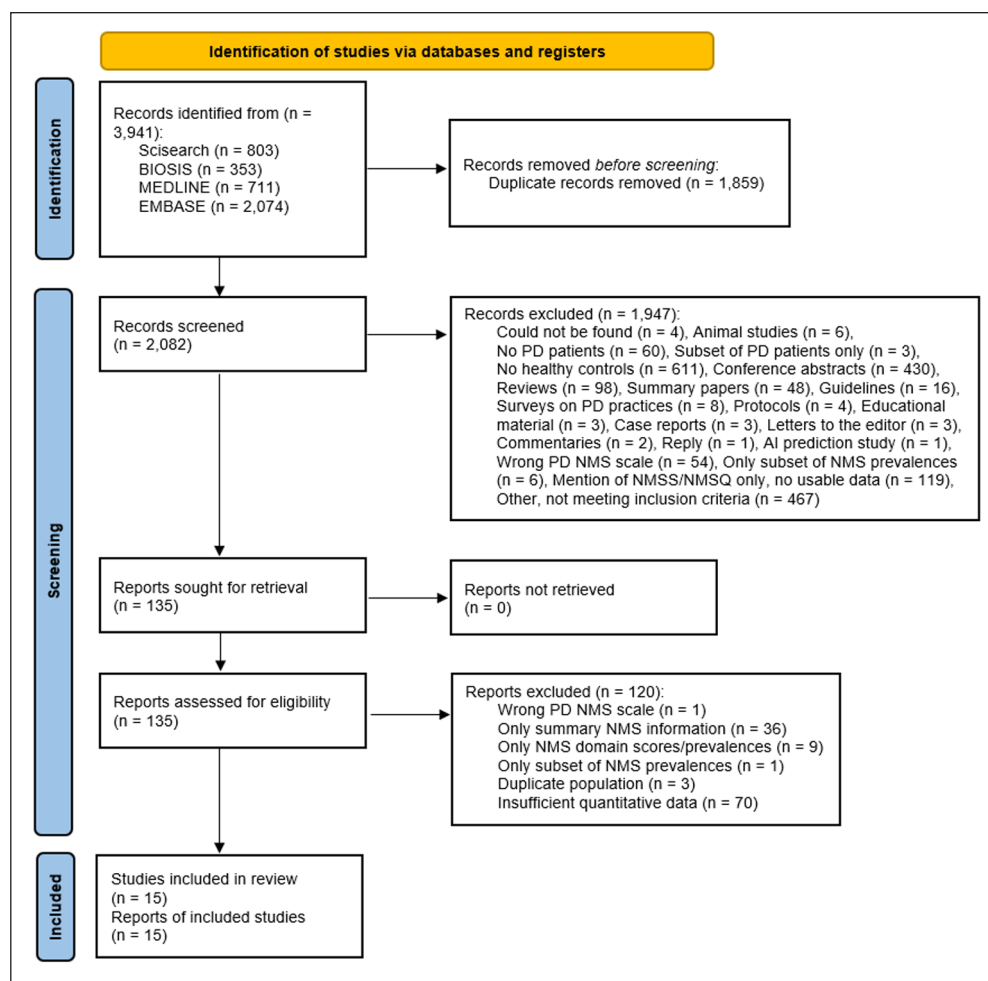 Identification of studies via databases and registers
Identification
Records identified from (n =
3,941):
Scisearch (n = 803)
BIOSIS (n = 353)
MEDLINE (n = 711)
EMBASE (n = 2,074)
Records removed before screening:
Duplicate records removed (n = 1,859)
Screening
Records screened
(n = 2,082)
Records excluded (n = 1,947):
Could not be found (n = 4), Animal studies (n = 6),
No PD patients (n = 60), Subset of PD patients only (n = 3),
No healthy controls (n = 611), Conference abstracts (n = 430),
Reviews (n = 98), Summary papers (n = 48), Guidelines (n = 16),
Surveys on PD practices (n = 8), Protocols (n = 4), Educational
material (n = 3), Case reports (n = 3), Letters to the editor (n = 3),
Commentaries (n = 2), Reply (n = 1), AI prediction study (n = 1),
Wrong PD NMS scale (n = 54), Only subset of NMS prevalences
(n = 6), Mention of NMSS/NMSQ only, no usable data (n = 119),
Other, not meeting inclusion criteria (n = 467)
Reports sought for retrieval
(n = 135)
Reports not retrieved
(n = 0)
Reports assessed for eligibility
(n = 135)
Reports excluded (n = 120):
Wrong PD NMS scale (n = 1)
Only summary NMS information (n = 36)
Only NMS domain scores/prevalences (n = 9)
Only subset of NMS prevalences (n = 1)
Duplicate population (n = 3)
Insufficient quantitative data (n = 70)
Included
Studies included in review
(n = 15)
Reports of included studies
(n = 15)